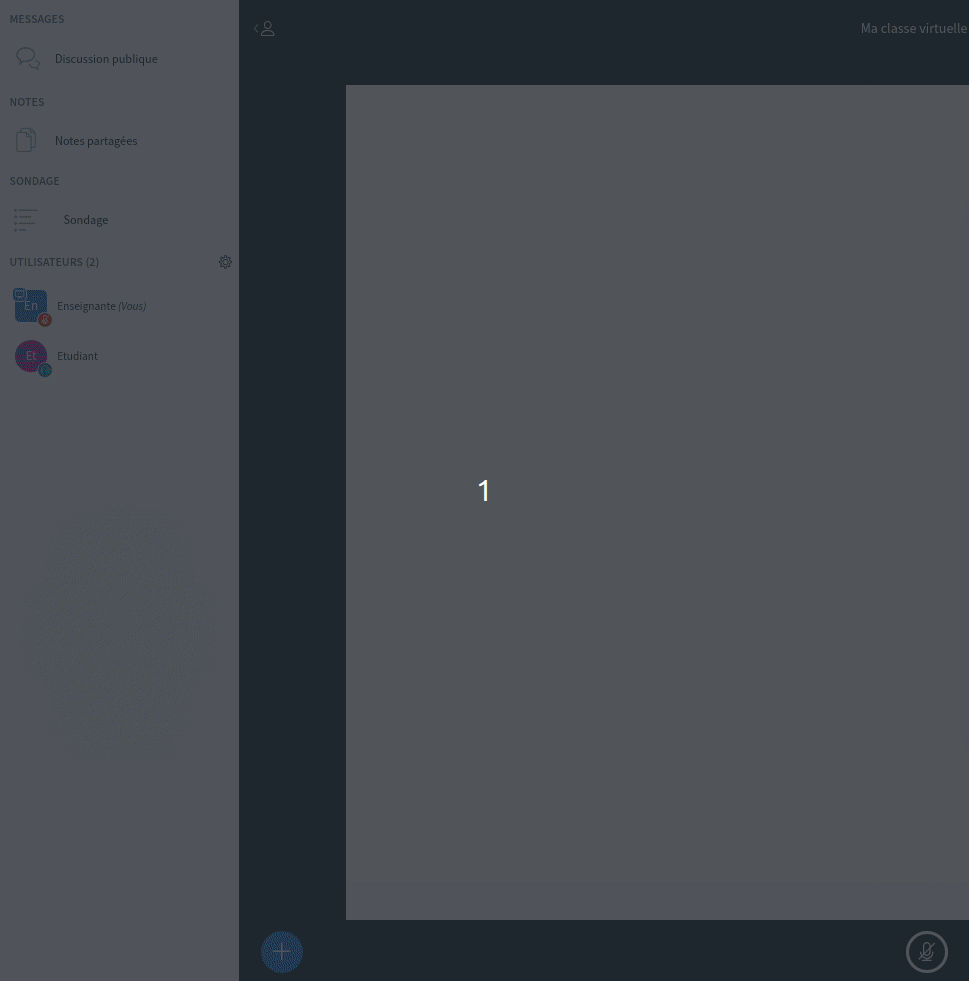 MESSAGES
Discussion publique
NOTES
Notes partagées
SONDAGE
Sondage
UTILISATEURS (2)
En
Enseignante (Vous)
Et
Etudiant
Ma classe virtuelle
1